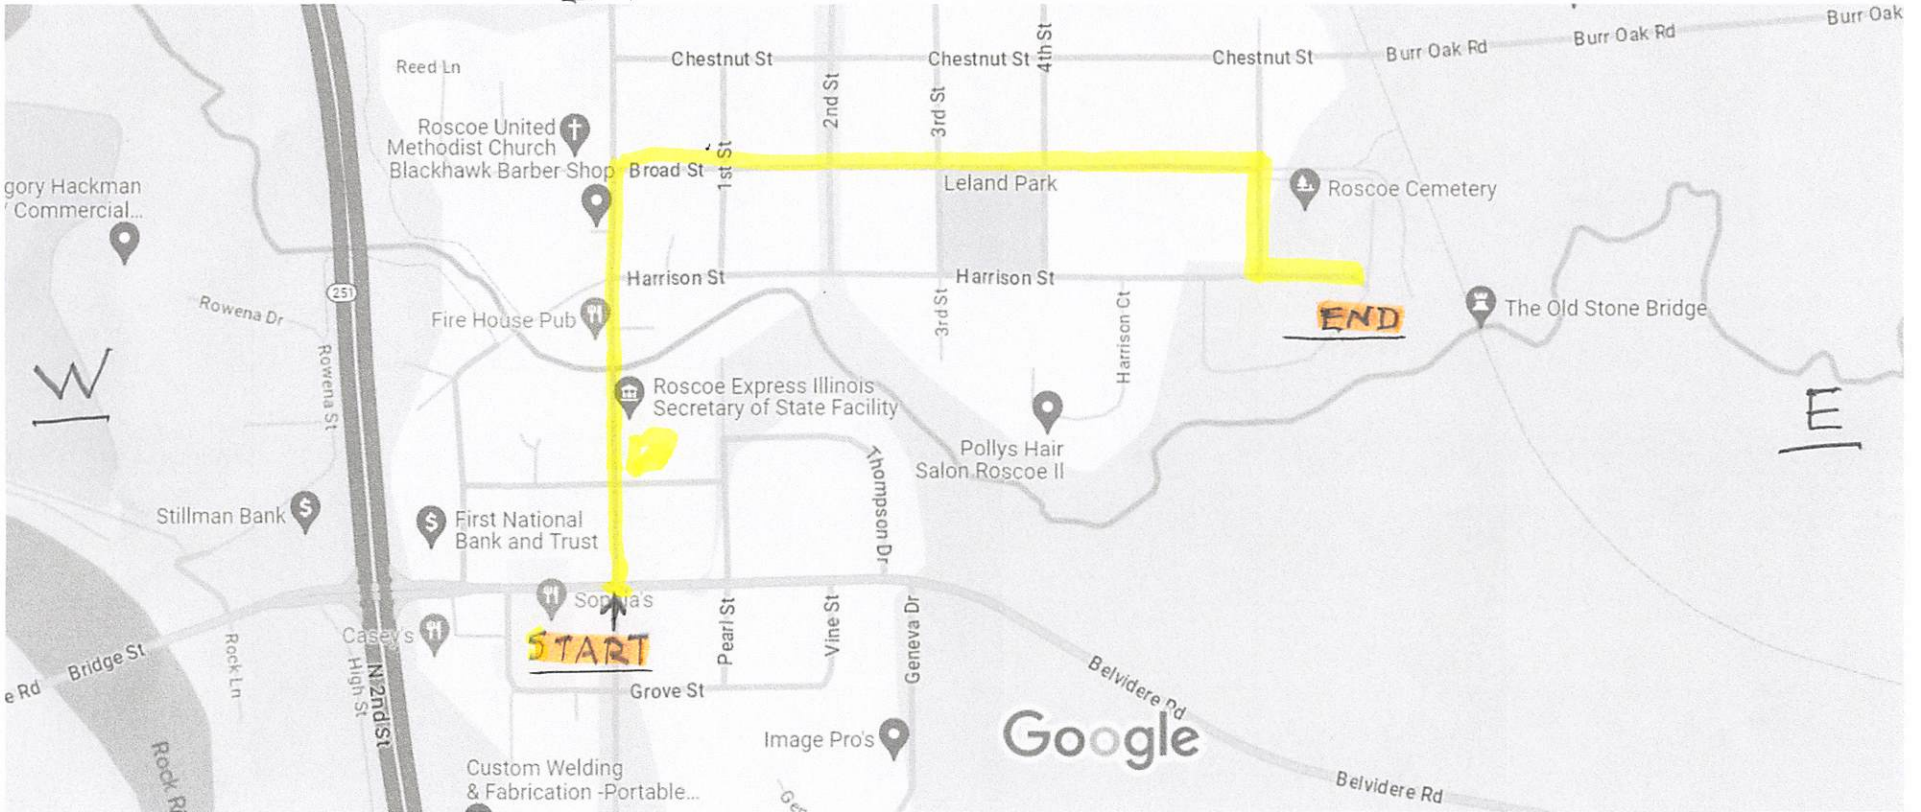 Burr Oak
Burr Oak Rd
Burr Oak Rd
Chestnut St
Chestnut St
Chestnut St
4th St
Reed Ln
2nd St
3rd St
Roscoe United
Methodist Church
Blackhawk Barber Shop
Broad St
1st St
Leland Park
Roscoe Cemetery
gory Hackman
/ Commercial...
Harrison St
Harrison St
251
Rowena Dr
Fire House Pub
3rd St
Harrison Ct
END
The Old Stone Bridge
W
Rowena St
Roscoe Express Illinois
Secretary of State Facility
E
Pollys Hair
Salon Roscoe II
Thompson Dr
Stillman Bank
First National
Bank and Trust
Casey's
START
Pearl St
Vine St
Geneva Dr
Bridge St
e Rd
Rock Ln
High St
N 2nd St
Grove St
Belvidere Rd
Image Pro's
Google
Custom Welding
& Fabrication -Portable...
Belvidere Rd